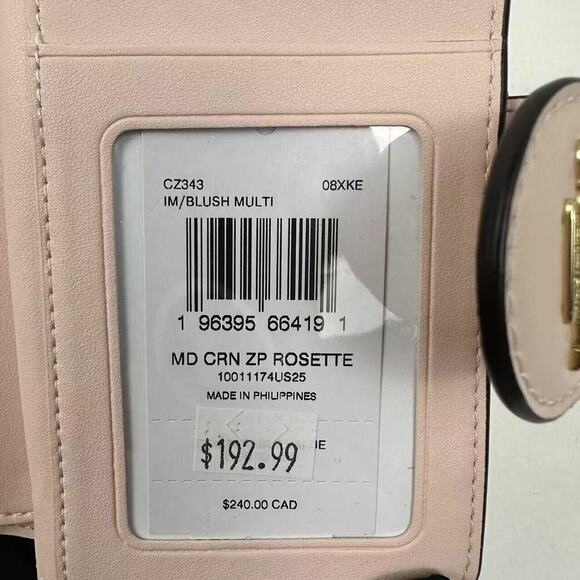 CZ343 08XKE
IM/BLUSH MULTI
1 96395 66419 1
MD CRN ZP ROSETTE
10011174US25
MADE IN PHILIPPINES
$192.99
$240.00 CAD